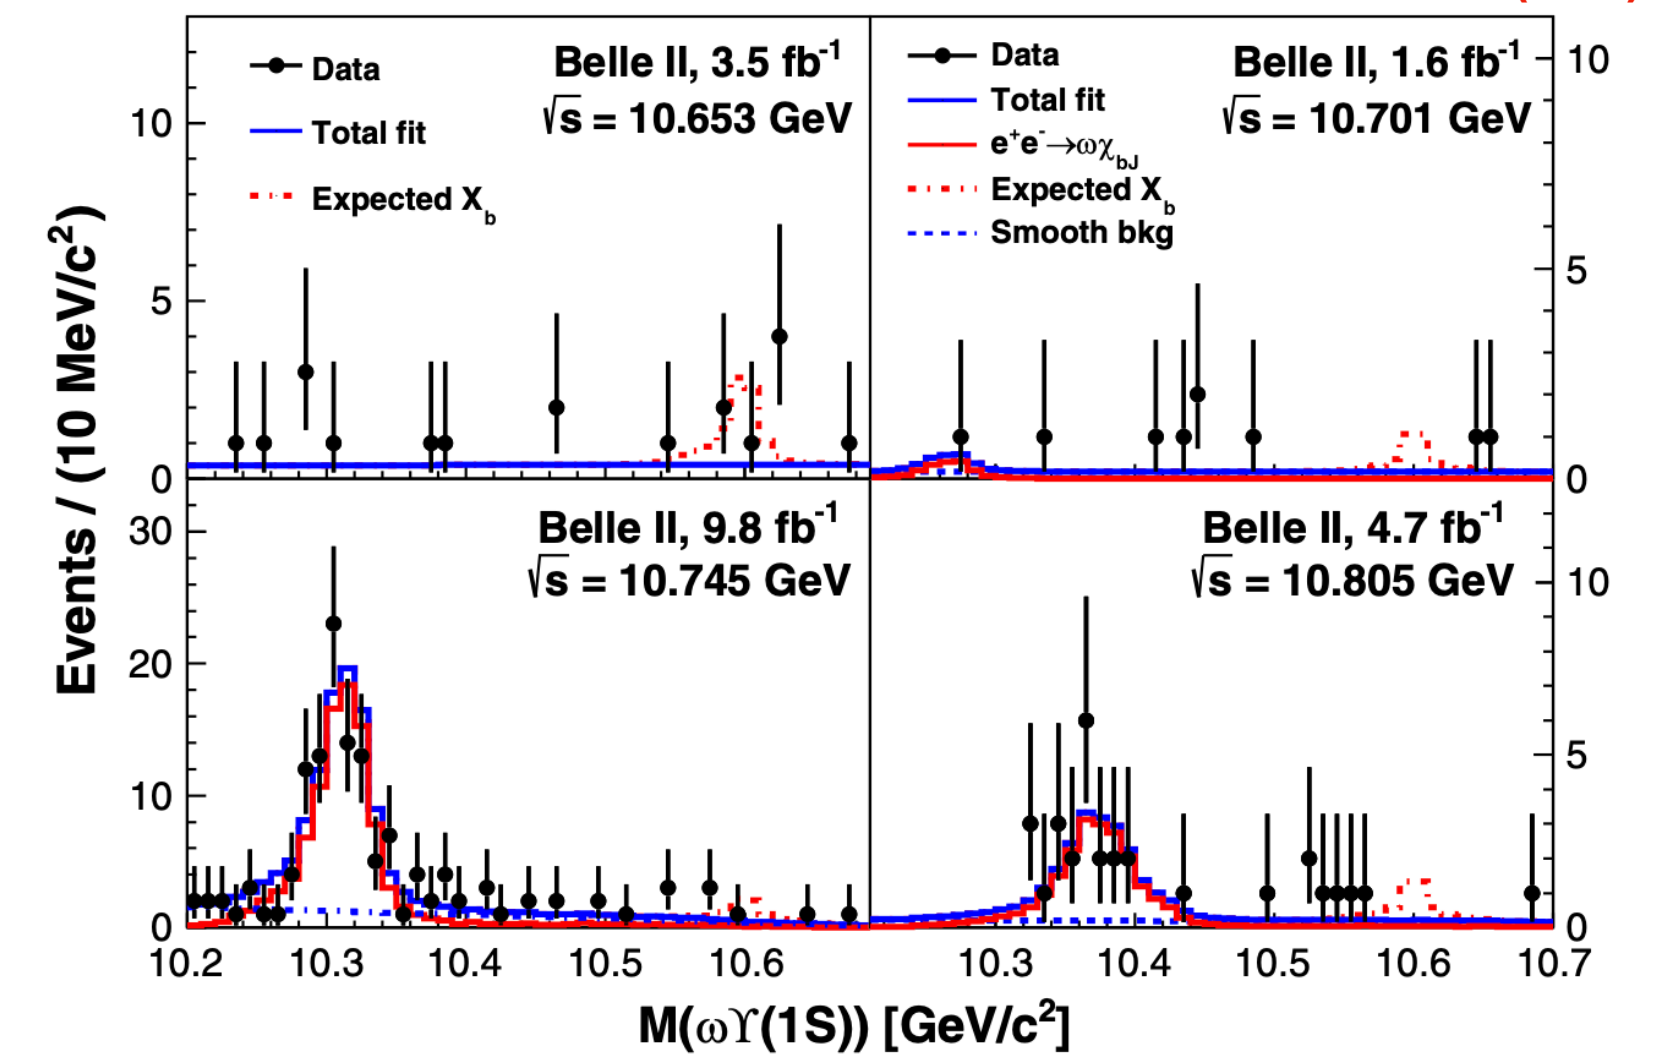 Data
Total fit
Expected X_b
Belle II, 3.5 fb⁻¹
√s = 10.653 GeV
10
5
0
Data
Total fit
e⁺e⁻→ωχ_bJ
Expected X_b
Smooth bkg
Belle II, 1.6 fb⁻¹
√s = 10.701 GeV
10
5
0
Events / (10 MeV/c²)
Belle II, 9.8 fb⁻¹
√s = 10.745 GeV
30
20
10
0
Belle II, 4.7 fb⁻¹
√s = 10.805 GeV
10
5
0
10.2 10.3 10.4 10.5 10.6 10.3 10.4 10.5 10.6 10.7
M(ωϒ(1S)) [GeV/c²]